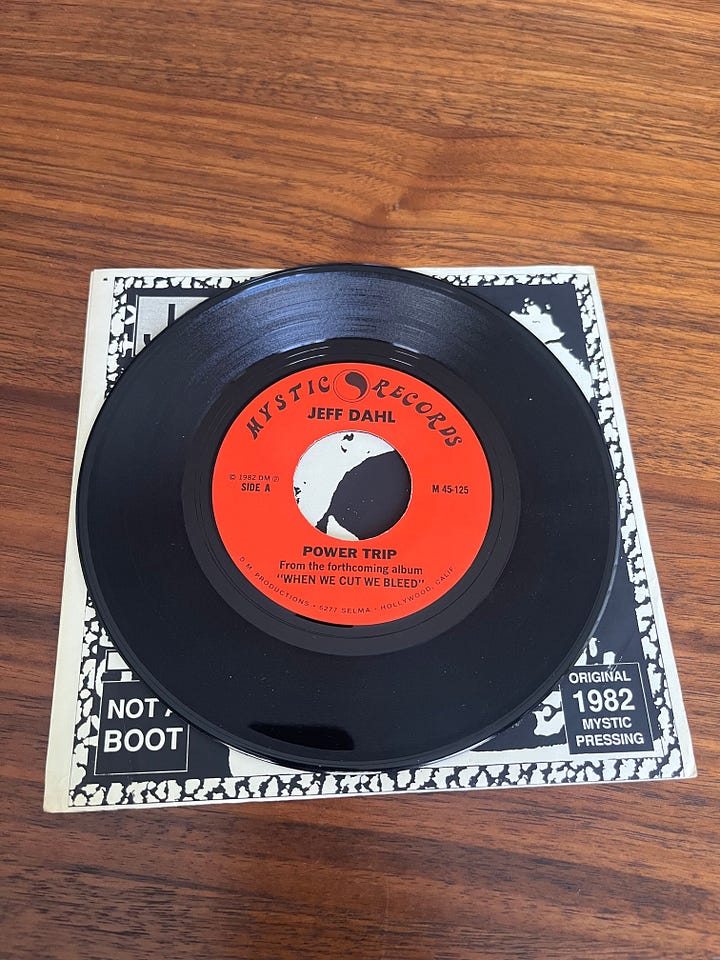 MYSTIC RECORDS
JEFF DAHL
© 1982 DM ℗
SIDE A
M 45-125
POWER TRIP
From the forthcoming album
"WHEN WE CUT WE BLEED"
D.M. PRODUCTIONS • 6277 SELMA • HOLLYWOOD, CALIF.
NOT
BOOT
ORIGINAL
1982
MYSTIC
PRESSING